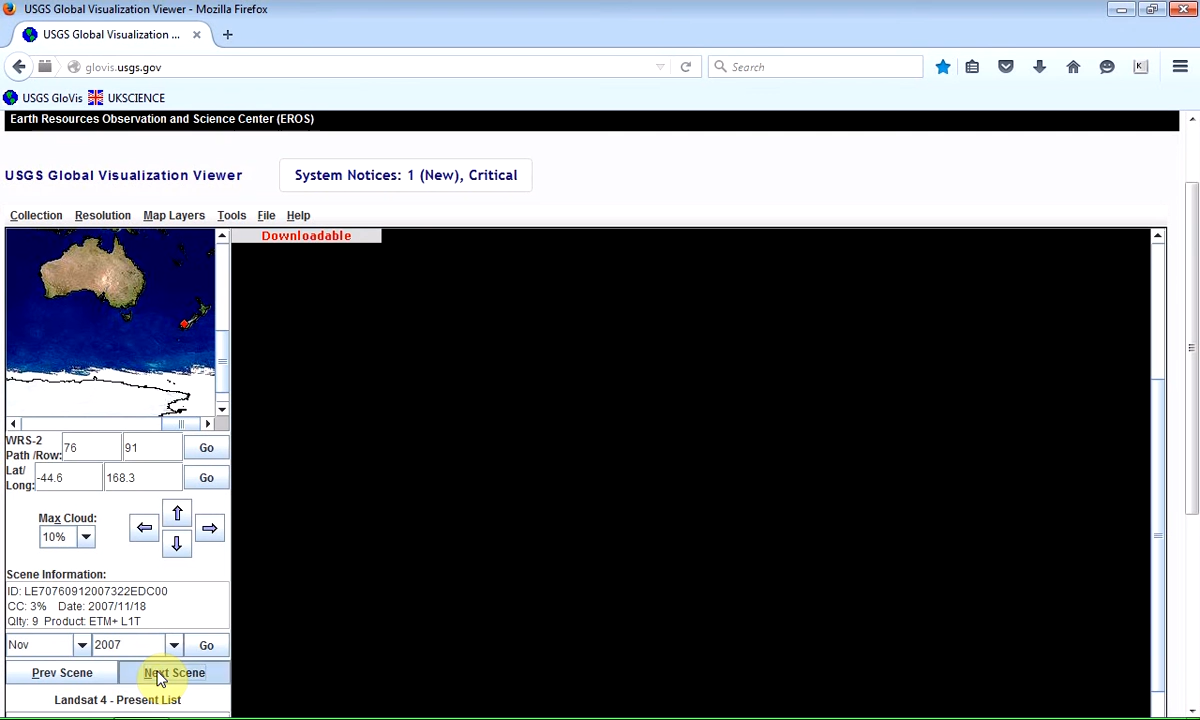 USGS Global Visualization Viewer - Mozilla Firefox
USGS Global Visualization ...
glovis.usgs.gov
Search
USGS GloVis
UKSCIENCE
Earth Resources Observation and Science Center (EROS)
USGS Global Visualization Viewer
System Notices: 1 (New), Critical
Collection Resolution Map Layers Tools File Help
Downloadable
WRS-2
Path /Row:
76
91
Go
Lat/
Long:
-44.6
168.3
Go
Max Cloud:
10%
Scene Information:
ID: LE70760912007322EDC00
CC: 3% Date: 2007/11/18
Qlty: 9 Product: ETM+ L1T
Nov
2007
Go
Prev Scene
Next Scene
Landsat 4 - Present List